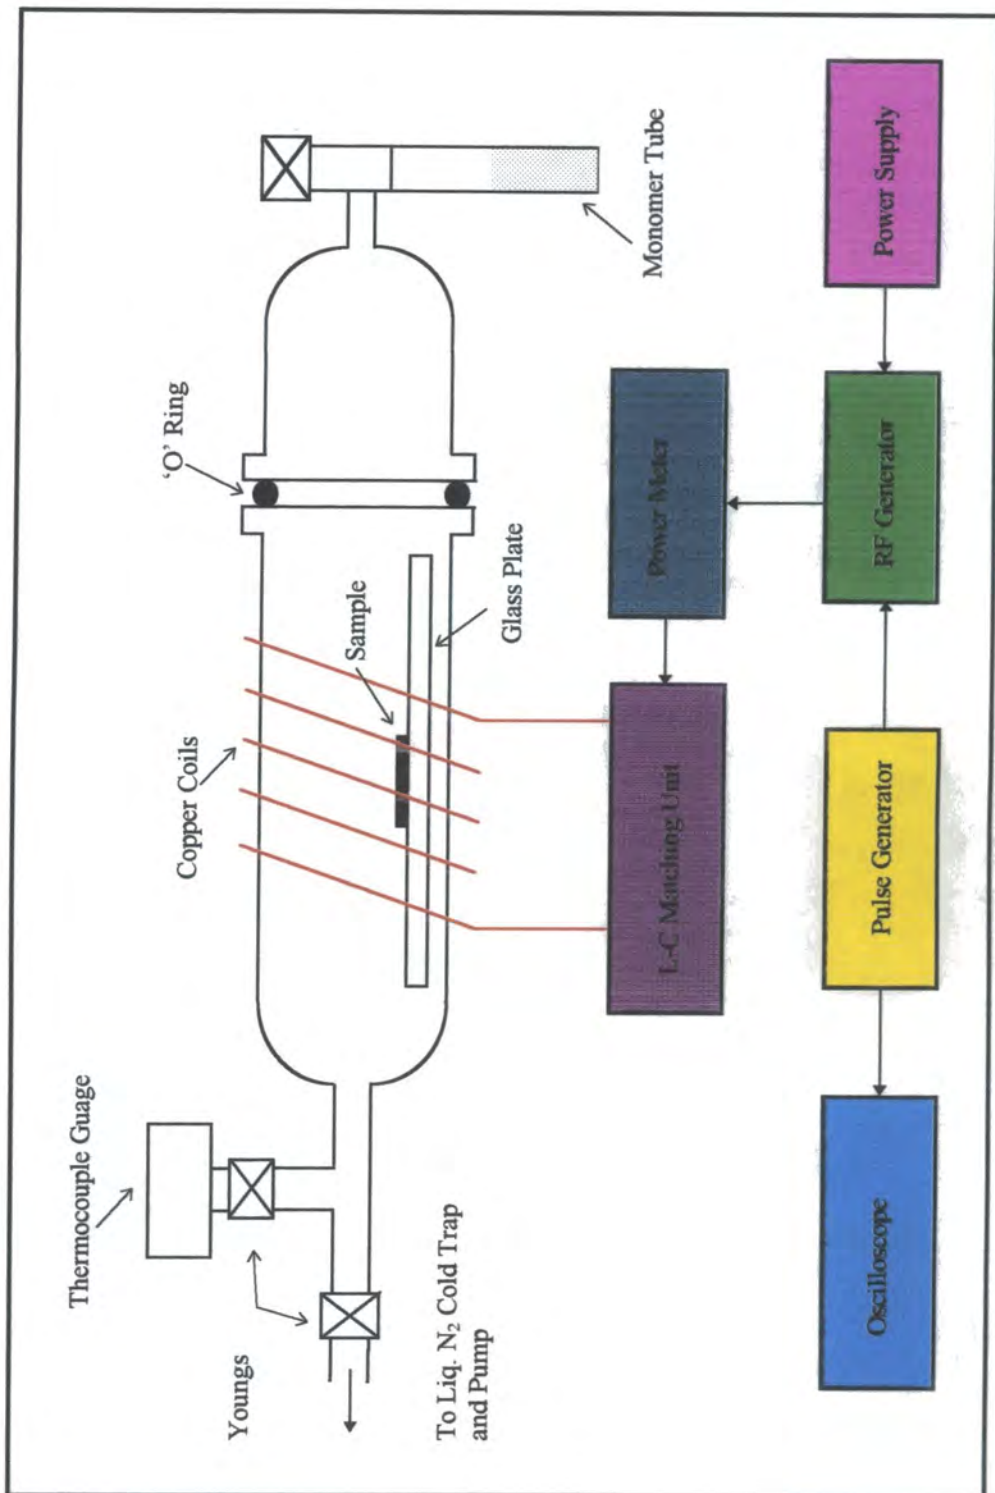 Thermocouple Guage
Youngs
To Liq. N₂ Cold Trap
and Pump
Copper Coils
Sample
Glass Plate
‘O’ Ring
Monomer Tube
L-C Matching Unit
Power Meter
Oscilloscope
Pulse Generator
RF Generator
Power Supply